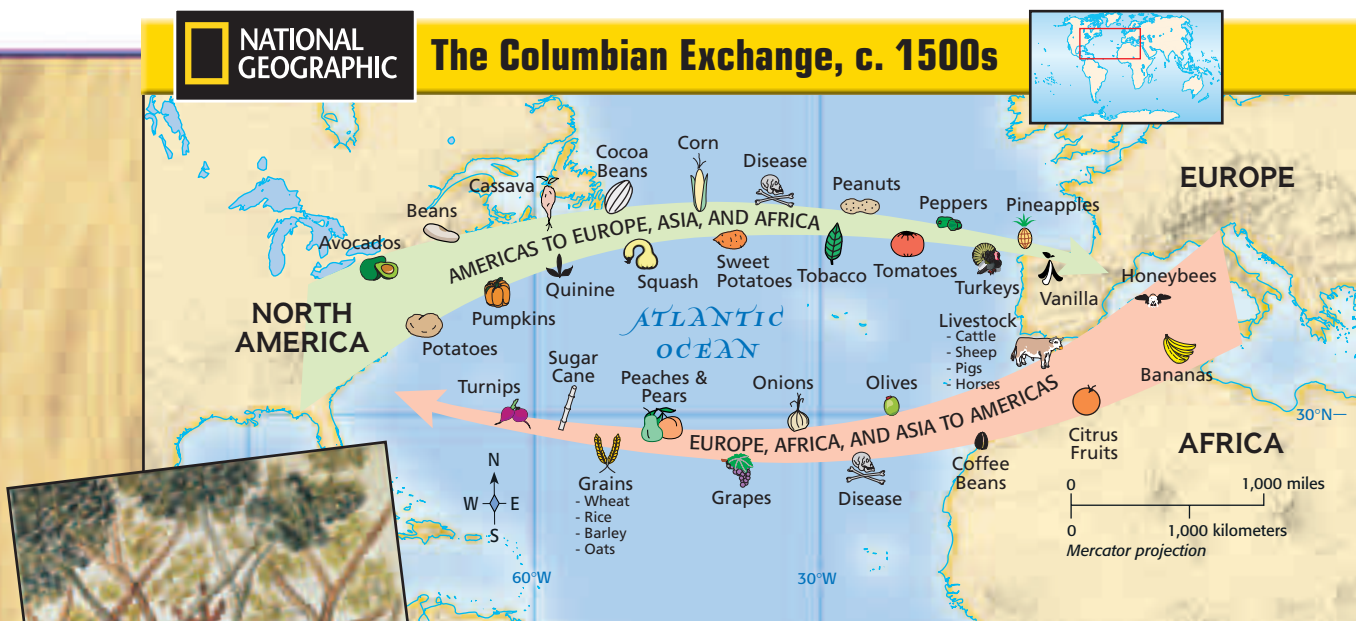 NATIONAL
GEOGRAPHIC
The Columbian Exchange, c. 1500s
EUROPE
NORTH
AMERICA
AFRICA
ATLANTIC
OCEAN
AMERICAS TO EUROPE, ASIA, AND AFRICA
Avocados
Beans
Cassava
Cocoa
Beans
Corn
Disease
Peanuts
Peppers
Pineapples
Potatoes
Pumpkins
Quinine
Squash
Sweet
Potatoes
Tobacco
Tomatoes
Turkeys
Vanilla
EUROPE, AFRICA, AND ASIA TO AMERICAS
Turnips
Sugar
Cane
Peaches &
Pears
Onions
Olives
Livestock
- Cattle
- Sheep
- Pigs
- Horses
Honeybees
Bananas
Grains
- Wheat
- Rice
- Barley
- Oats
Grapes
Disease
Coffee
Beans
Citrus
Fruits
N
W E
S
60°W
30°W
30°N
0 1,000 miles
0 1,000 kilometers
Mercator projection